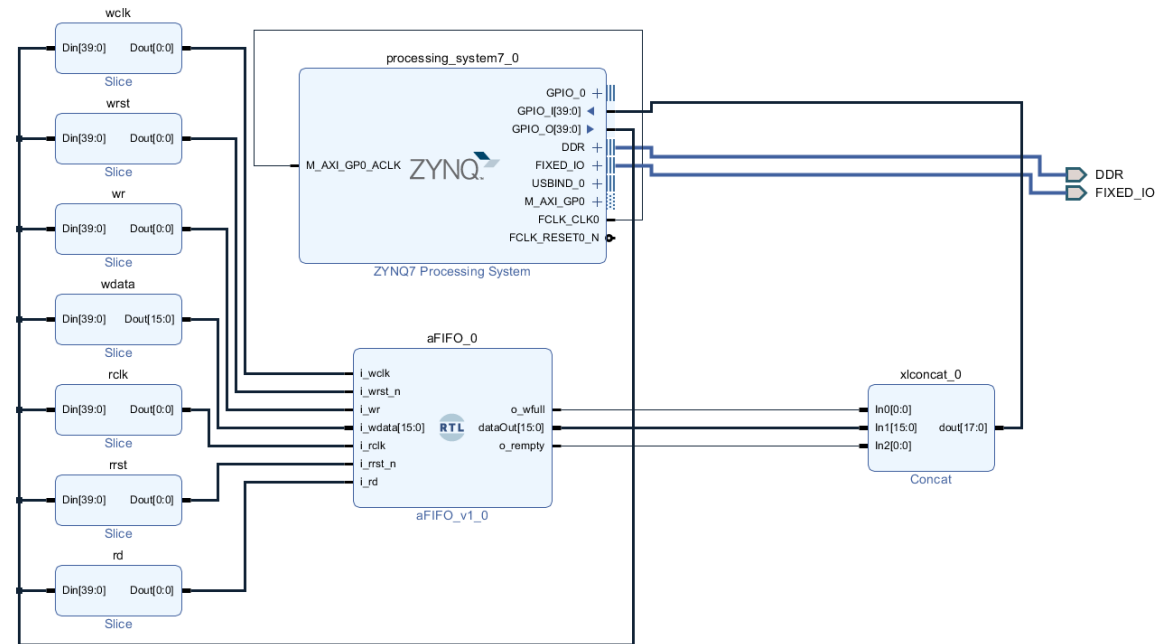 wclk
Din[39:0] Dout[0:0]
Slice
wrst
Din[39:0] Dout[0:0]
Slice
wr
Din[39:0] Dout[0:0]
Slice
wdata
Din[39:0] Dout[15:0]
Slice
rclk
Din[39:0] Dout[0:0]
Slice
rrst
Din[39:0] Dout[0:0]
Slice
rd
Din[39:0] Dout[0:0]
Slice
processing_system7_0
GPIO_0
GPIO_I[39:0]
GPIO_O[39:0]
DDR
M_AXI_GP0_ACLK ZYNQ FIXED_IO
USBIND_0
M_AXI_GP0
FCLK_CLK0
FCLK_RESET0_N
ZYNQ7 Processing System
DDR
FIXED_IO
aFIFO_0
i_wclk
i_wrst_n
i_wr o_wfull
i_wdata[15:0] RTL dataOut[15:0]
i_rclk o_rempty
i_rrst_n
i_rd
aFIFO_v1_0
xlconcat_0
In0[0:0]
In1[15:0] dout[17:0]
In2[0:0]
Concat